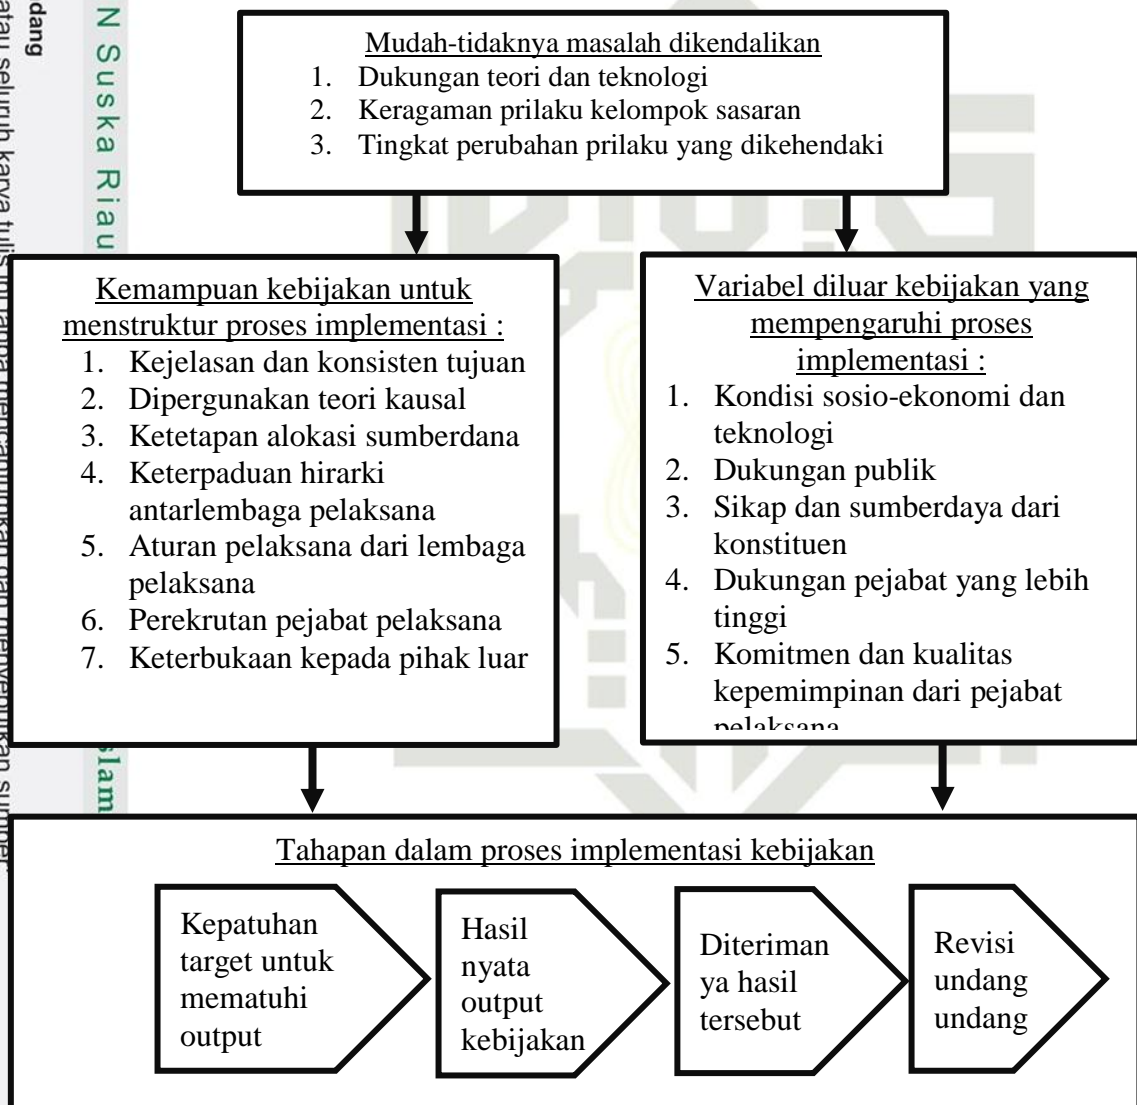 dang
N Suska Riau
slam
Mudah-tidaknya masalah dikendalikan
1. Dukungan teori dan teknologi
2. Keragaman prilaku kelompok sasaran
3. Tingkat perubahan prilaku yang dikehendaki
Kemampuan kebijakan untuk
menstruktur proses implementasi :
1. Kejelasan dan konsisten tujuan
2. Dipergunakan teori kausal
3. Ketetapan alokasi sumberdana
4. Keterpaduan hirarki
antarlembaga pelaksana
5. Aturan pelaksana dari lembaga
pelaksana
6. Perekrutan pejabat pelaksana
7. Keterbukaan kepada pihak luar
Variabel diluar kebijakan yang
mempengaruhi proses
implementasi :
1. Kondisi sosio-ekonomi dan
teknologi
2. Dukungan publik
3. Sikap dan sumberdaya dari
konstituen
4. Dukungan pejabat yang lebih
tinggi
5. Komitmen dan kualitas
kepemimpinan dari pejabat
pelaksana
Tahapan dalam proses implementasi kebijakan
Kepatuhan
target untuk
mematuhi
output
Hasil
nyata
output
kebijakan
Diteriman
ya hasil
tersebut
Revisi
undang
undang